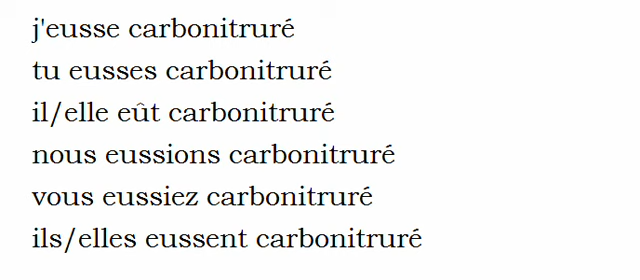 j'eusse carbonitruré
tu eusses carbonitruré
il/elle eût carbonitruré
nous eussions carbonitruré
vous eussiez carbonitruré
ils/elles eussent carbonitruré